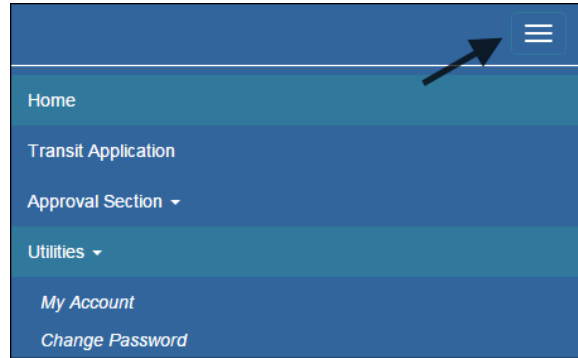 Home
Transit Application
Approval Section
Utilities
My Account
Change Password